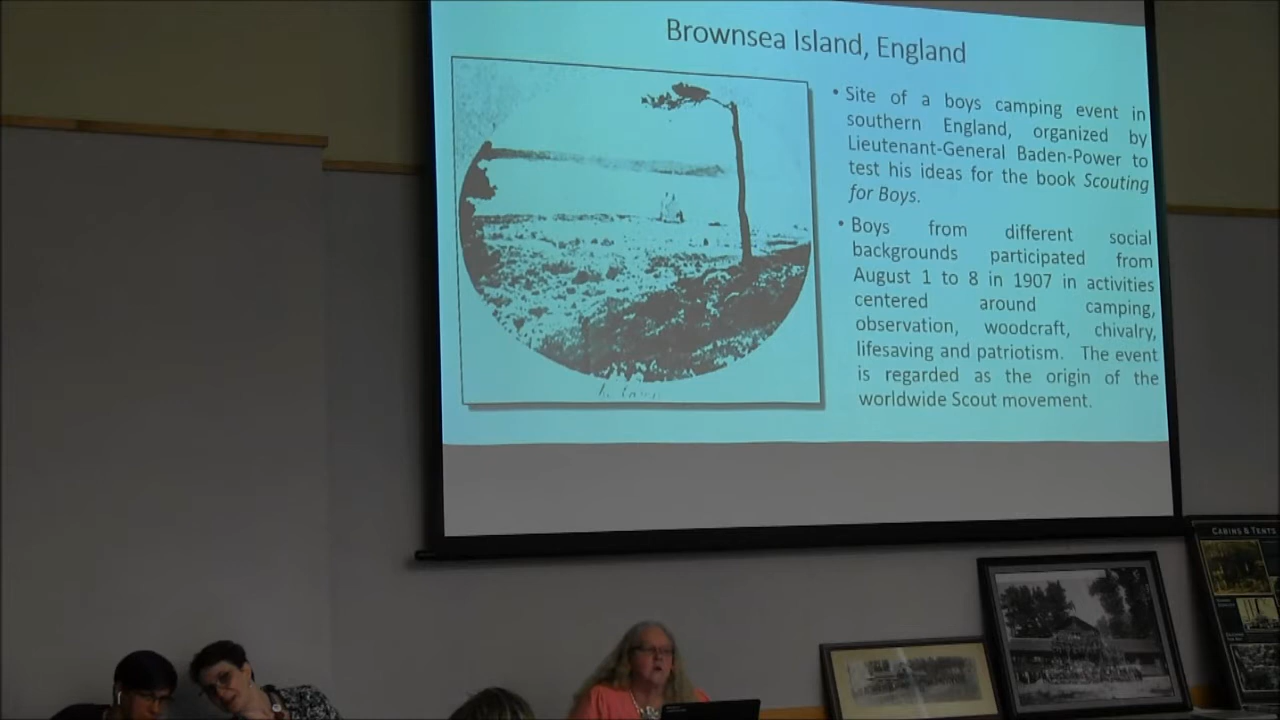 Brownsea Island, England
• Site of a boys camping event in
southern England, organized by
Lieutenant-General Baden-Power to
test his ideas for the book Scouting
for Boys.
• Boys from different social
backgrounds participated from
August 1 to 8 in 1907 in activities
centered around camping,
observation, woodcraft, chivalry,
lifesaving and patriotism. The event
is regarded as the origin of the
worldwide Scout movement.
CABINS & TENTS